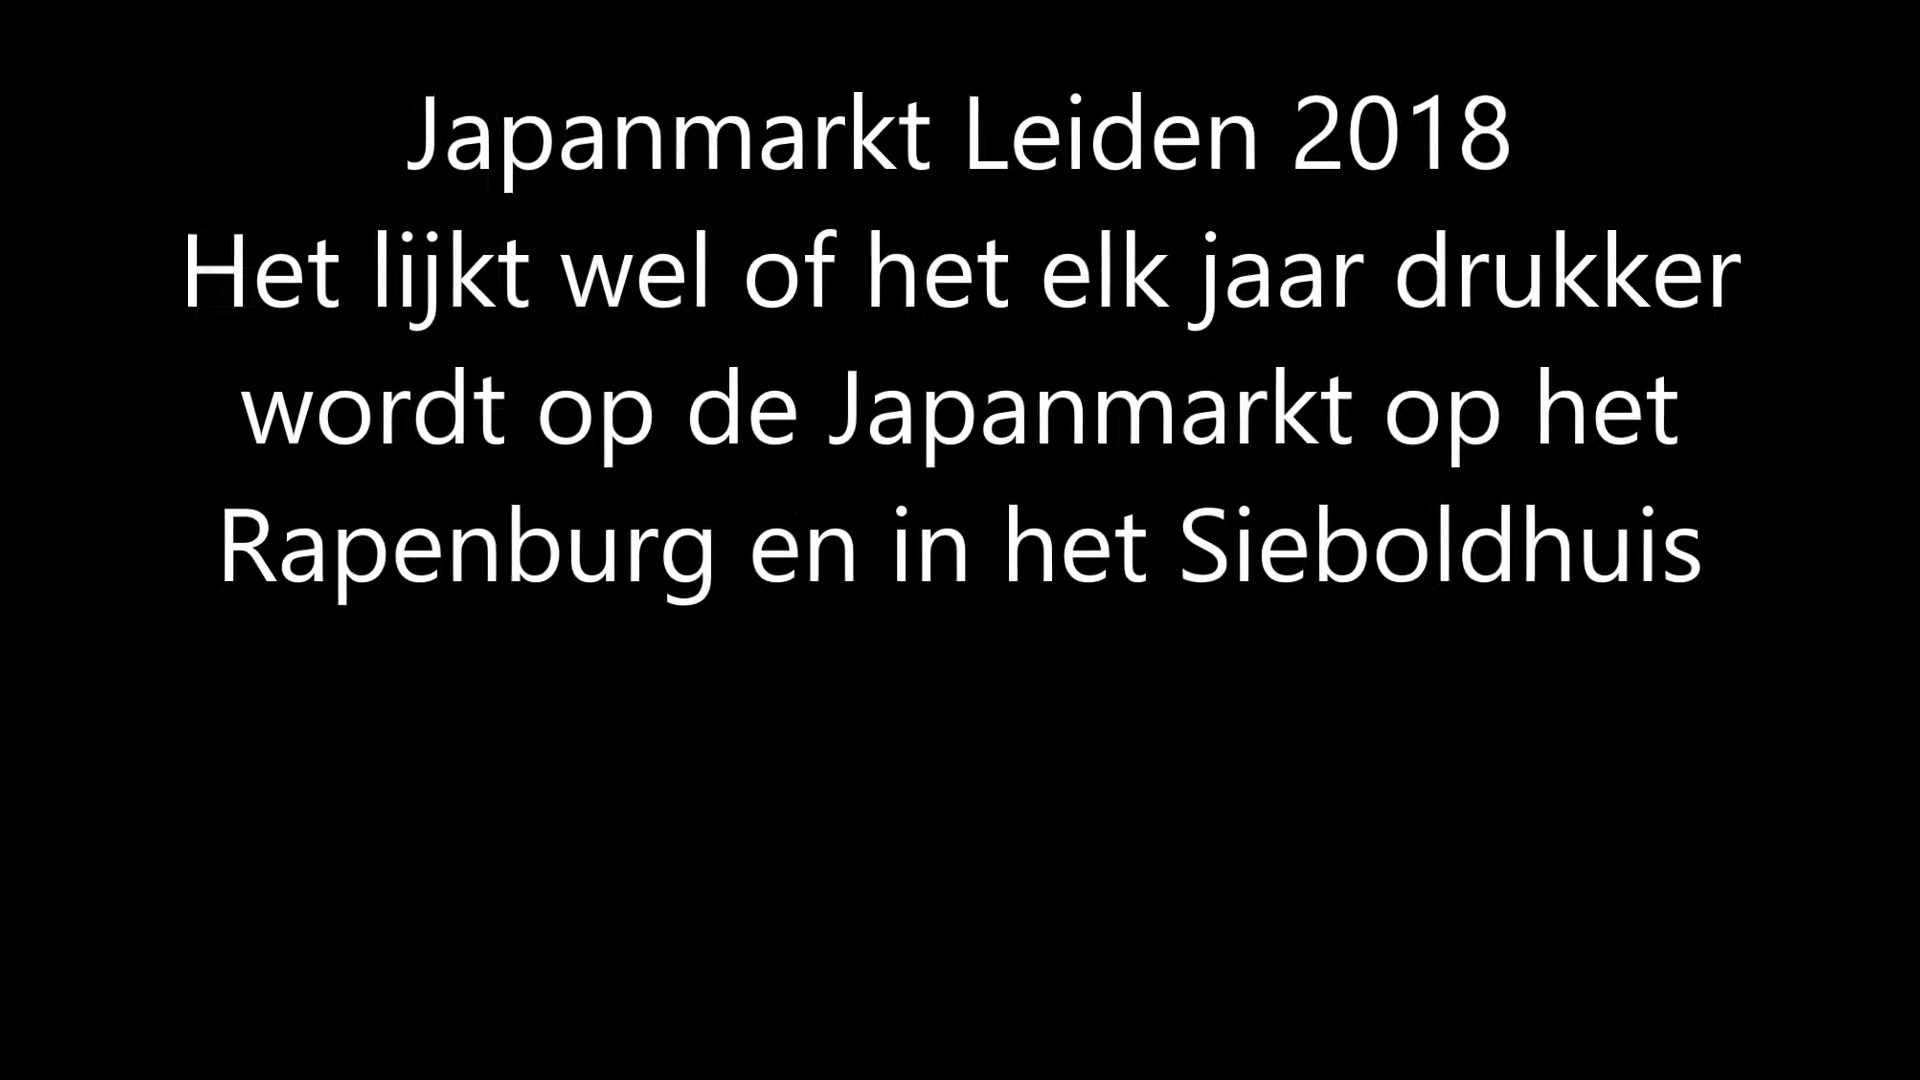 Japanmarkt Leiden 2018
Het lijkt wel of het elk jaar drukker
wordt op de Japanmarkt op het
Rapenburg en in het Sieboldhuis